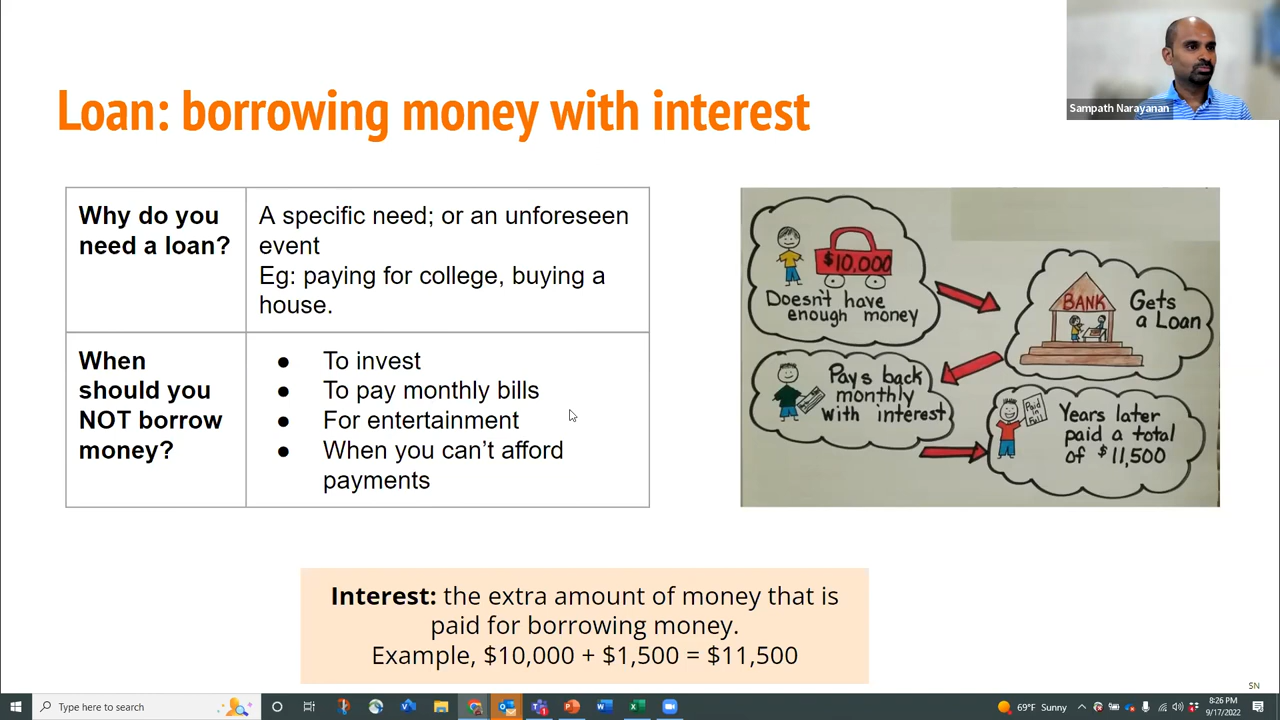 Sampath Narayanan
Loan: borrowing money with interest
Why do you
need a loan?
A specific need; or an unforeseen
event
Eg: paying for college, buying a
house.
When
should you
NOT borrow
money?
● To invest
● To pay monthly bills
● For entertainment
● When you can’t afford
payments
$10,000
Doesn't have
enough money
BANK
Gets
a Loan
Pays back
monthly
with interest
Paid
in
Full
Years later
paid a total
of $11,500
Interest: the extra amount of money that is
paid for borrowing money.
Example, $10,000 + $1,500 = $11,500
SN
Type here to search
69°F Sunny
8:26 PM
9/17/2022